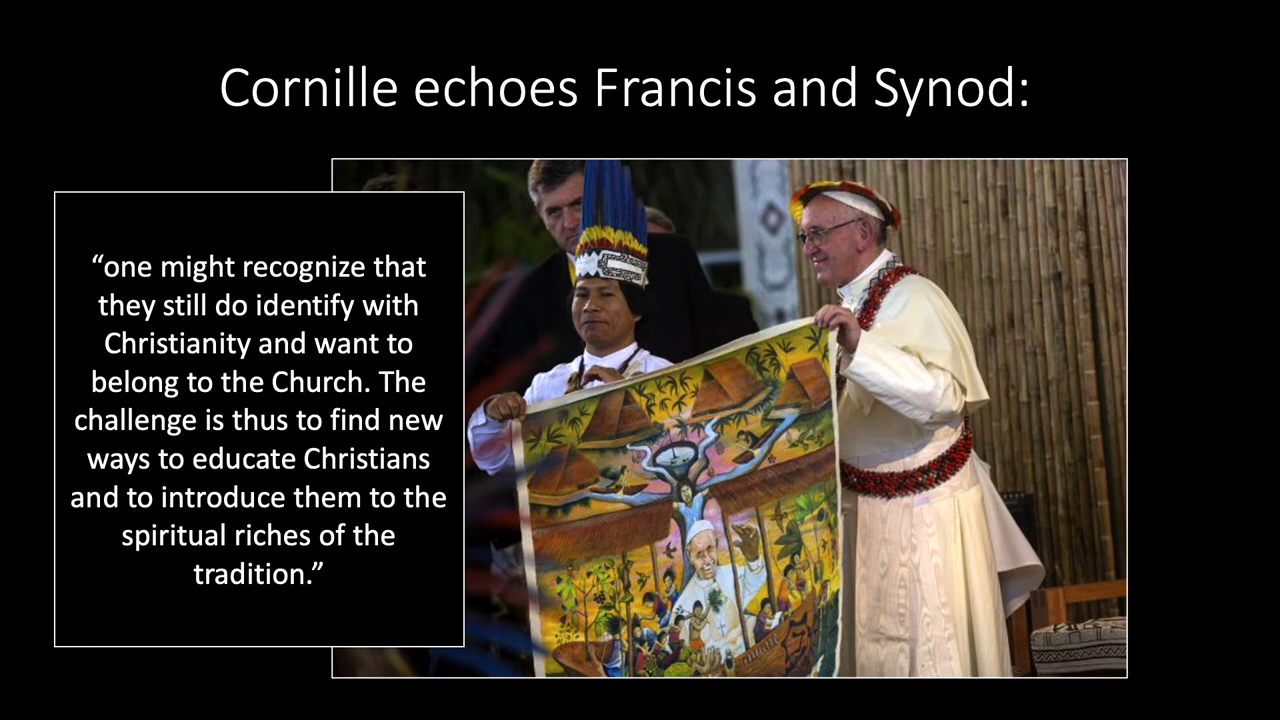 Cornille echoes Francis and Synod:
“one might recognize that
they still do identify with
Christianity and want to
belong to the Church. The
challenge is thus to find new
ways to educate Christians
and to introduce them to the
spiritual riches of the
tradition.”